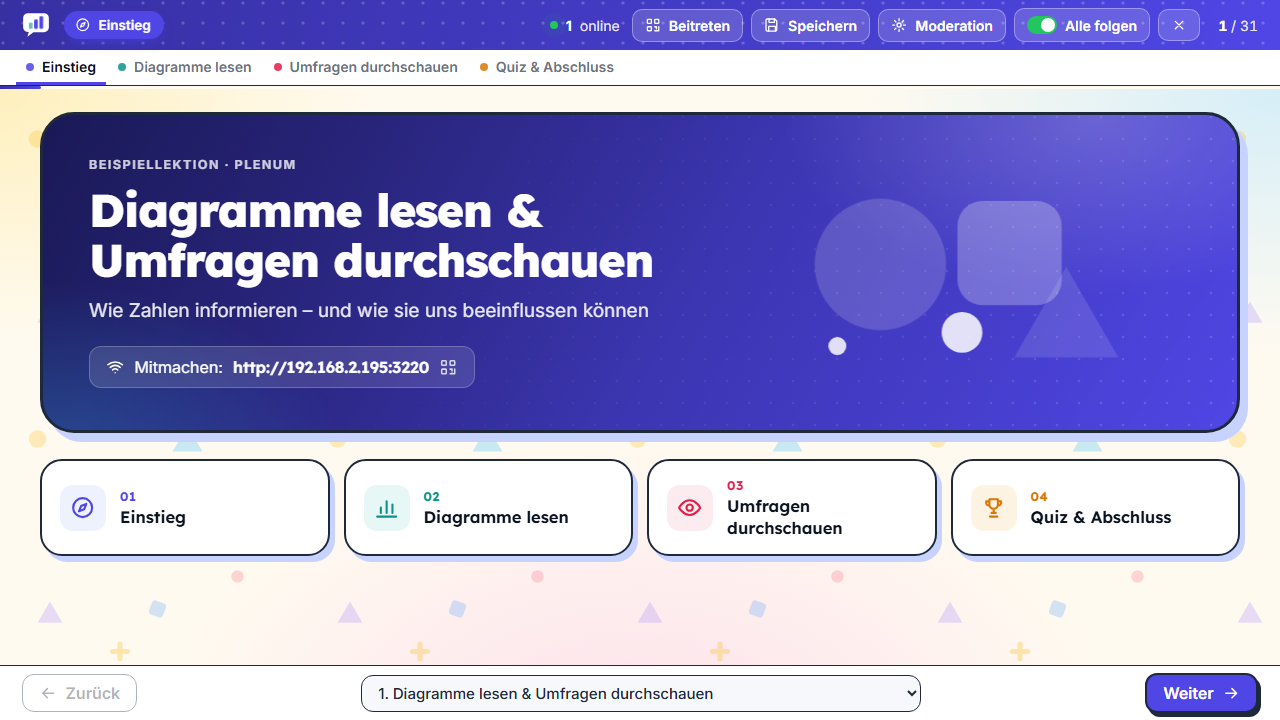 Einstieg
1 online
Beitreten
Speichern
Moderation
Alle folgen
1 / 31
Einstieg
Diagramme lesen
Umfragen durchschauen
Quiz & Abschluss
BEISPIELLEKTION · PLENUM
Diagramme lesen &
Umfragen durchschauen
Wie Zahlen informieren – und wie sie uns beeinflussen können
Mitmachen: http://192.168.2.195:3220
01
Einstieg
02
Diagramme lesen
03
Umfragen
durchschauen
04
Quiz & Abschluss
Zurück
1. Diagramme lesen & Umfragen durchschauen
Weiter